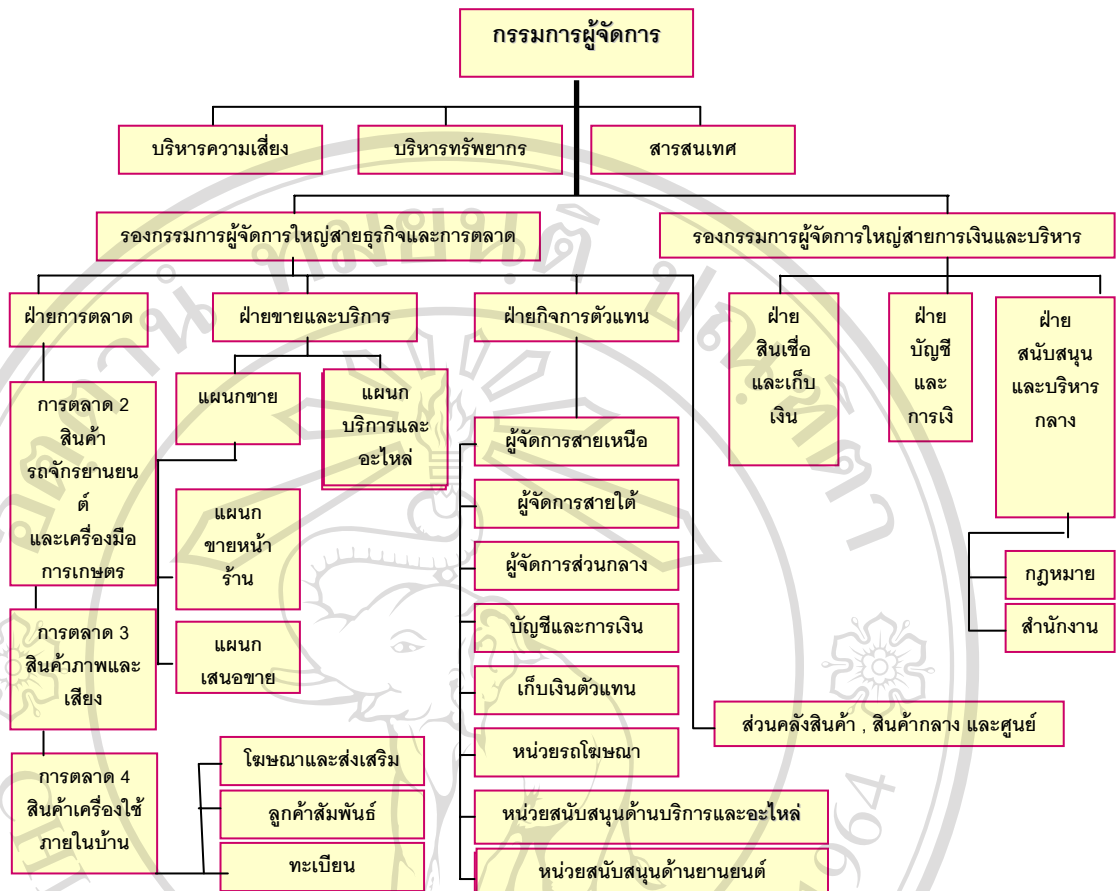 กรรมการผู้จัดการ
บริหารความเสี่ยง
บริหารทรัพยากร
สารสนเทศ
รองกรรมการผู้จัดการใหญ่สายธุรกิจและการตลาด
รองกรรมการผู้จัดการใหญ่สายการเงินและบริหาร
ฝ่ายการตลาด
ฝ่ายขายและบริการ
ฝ่ายกิจการตัวแทน
ฝ่าย
สินเชื่อ
และเก็บ
เงิน
ฝ่าย
บัญชี
และ
การเงิ
ฝ่าย
สนับสนุน
และบริหาร
กลาง
การตลาด 2
สินค้า
รถจักรยานยน
ต์
และเครื่องมือ
การเกษตร
แผนกขาย
แผนก
บริการและ
อะไหล่
แผนก
ขายหน้า
ร้าน
แผนก
เสนอขาย
ผู้จัดการสายเหนือ
ผู้จัดการสายใต้
ผู้จัดการส่วนกลาง
บัญชีและการเงิน
เก็บเงินตัวแทน
หน่วยรถโฆษณา
หน่วยสนับสนุนด้านบริการและอะไหล่
หน่วยสนับสนุนด้านยานยนต์
กฎหมาย
สำนักงาน
การตลาด 3
สินค้าภาพและ
เสียง
ส่วนคลังสินค้า , สินค้ากลาง และศูนย์
การตลาด 4
สินค้าเครื่องใช้
ภายในบ้าน
โฆษณาและส่งเสริม
ลูกค้าสัมพันธ์
ทะเบียน
1964